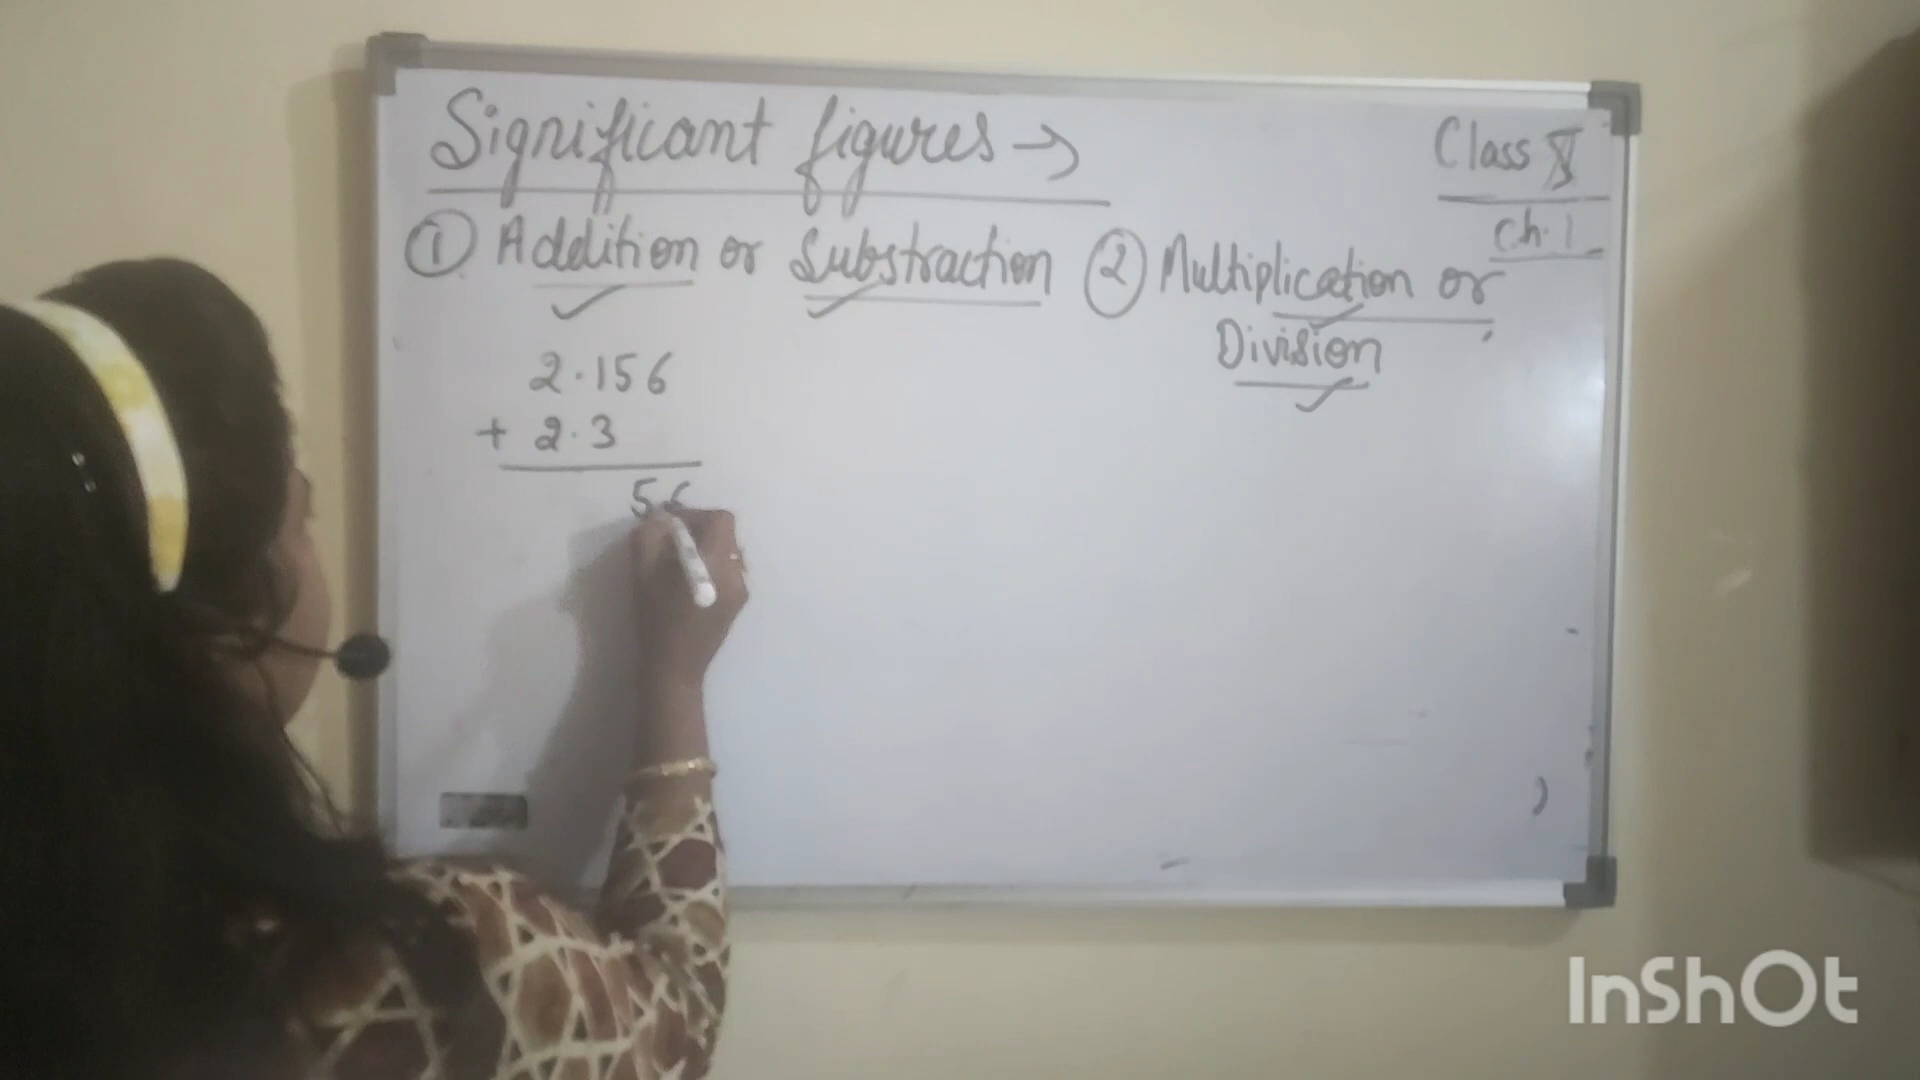 Significant figures →
Class XI
Ch. 1
① Addition or Substraction
② Multiplication or
Division
2.156
+ 2.3
56
InShOt